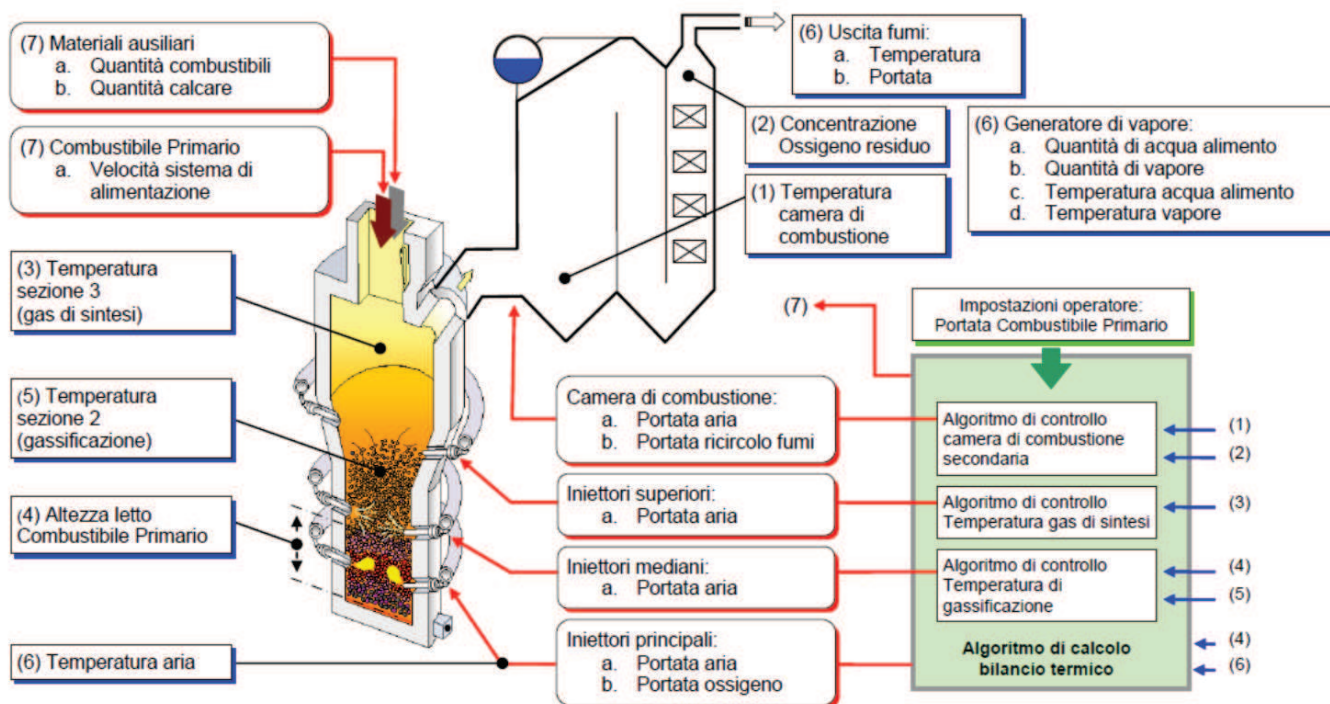 (7) Materiali ausiliari
a. Quantità combustibili
b. Quantità calcare
(7) Combustibile Primario
a. Velocità sistema di
alimentazione
(3) Temperatura
sezione 3
(gas di sintesi)
(5) Temperatura
sezione 2
(gassificazione)
(4) Altezza letto
Combustibile Primario
(6) Temperatura aria
(6) Uscita fumi:
a. Temperatura
b. Portata
(2) Concentrazione
Ossigeno residuo
(1) Temperatura
camera di
combustione
(6) Generatore di vapore:
a. Quantità di acqua alimento
b. Quantità di vapore
c. Temperatura acqua alimento
d. Temperatura vapore
Camera di combustione:
a. Portata aria
b. Portata ricircolo fumi
Iniettori superiori:
a. Portata aria
Iniettori mediani:
a. Portata aria
Iniettori principali:
a. Portata aria
b. Portata ossigeno
(7)
Impostazioni operatore:
Portata Combustibile Primario
Algoritmo di controllo
camera di combustione
secondaria
(1)
(2)
Algoritmo di controllo
Temperatura gas di sintesi
(3)
Algoritmo di controllo
Temperatura di
gassificazione
(4)
(5)
Algoritmo di calcolo
bilancio termico
(4)
(6)